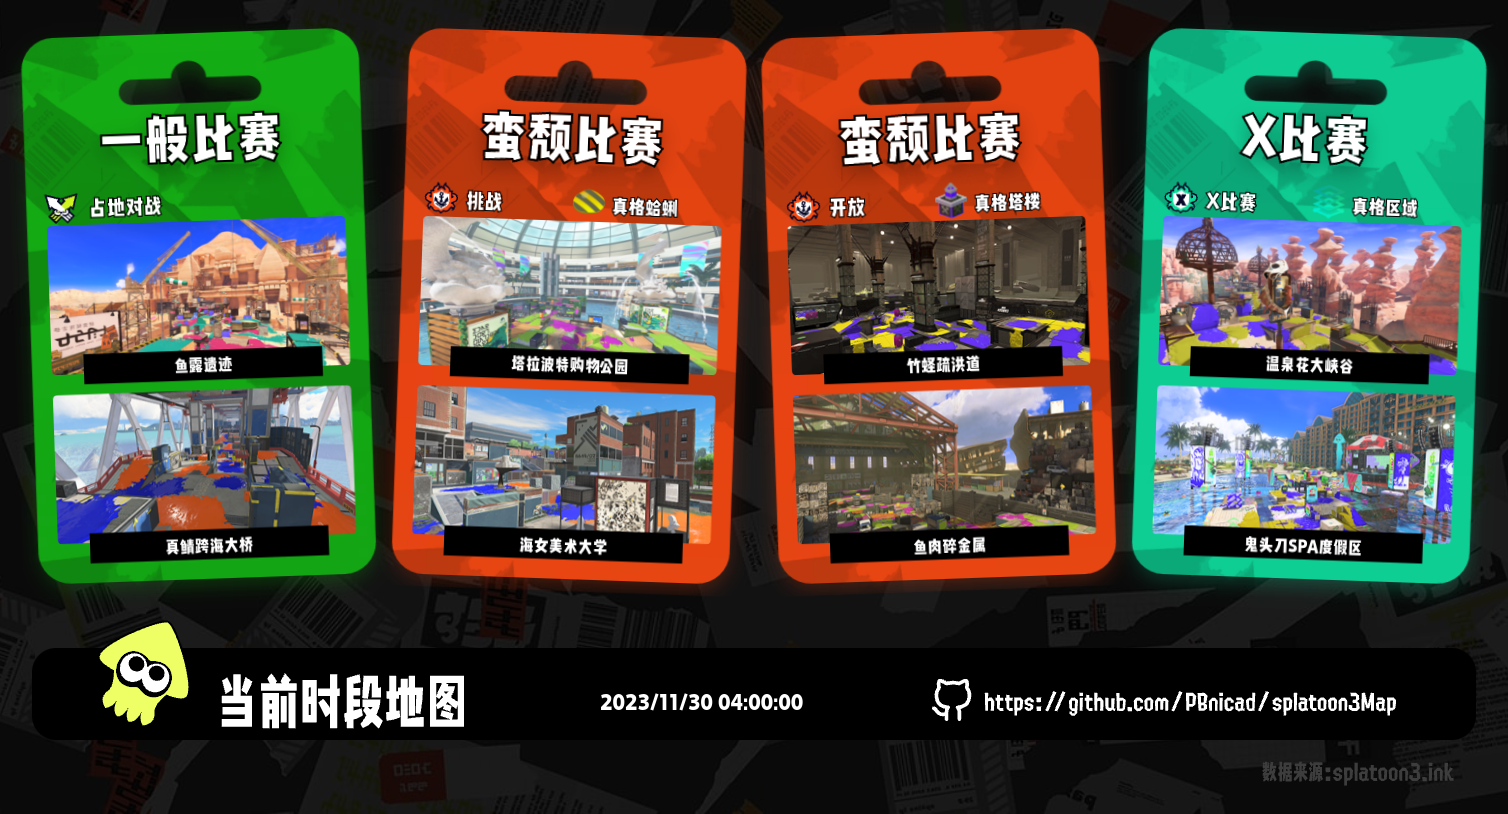 一般比赛
占地对战
鱼露遗迹
真鲭跨海大桥
蛮颓比赛
挑战
真格蛤蜊
塔拉波特购物公园
海女美术大学
蛮颓比赛
开放
真格塔楼
竹蛏疏洪道
鱼肉碎金属
X比赛
X比赛
真格区域
温泉花大峡谷
鬼头刀SPA度假区
当前时段地图
2023/11/30 04:00:00
https://github.com/PBnicad/splatoon3Map
数据来源:splatoon3.ink